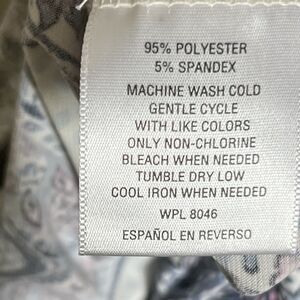 95% POLYESTER
5% SPANDEX
MACHINE WASH COLD
GENTLE CYCLE
WITH LIKE COLORS
ONLY NON-CHLORINE
BLEACH WHEN NEEDED
TUMBLE DRY LOW
COOL IRON WHEN NEEDED
WPL 8046
ESPAÑOL EN REVERSO